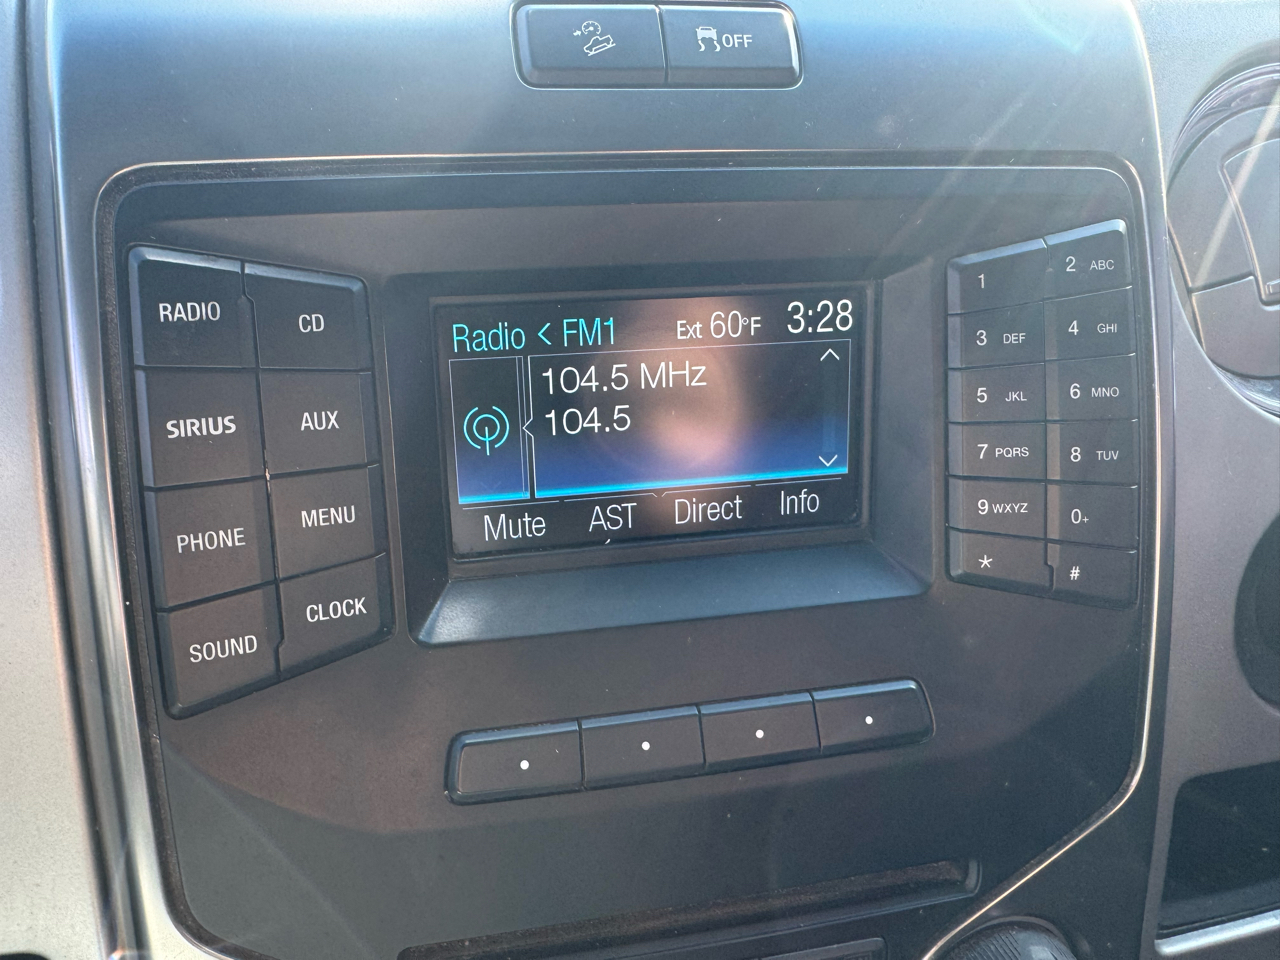 OFF
RADIO
CD
SIRIUS
AUX
PHONE
MENU
SOUND
CLOCK
Radio < FM1 Ext 60°F 3:28
104.5 MHz
104.5
Mute AST Direct Info
1
2 ABC
3 DEF
4 GHI
5 JKL
6 MNO
7 PQRS
8 TUV
9 WXYZ
0+
*
#